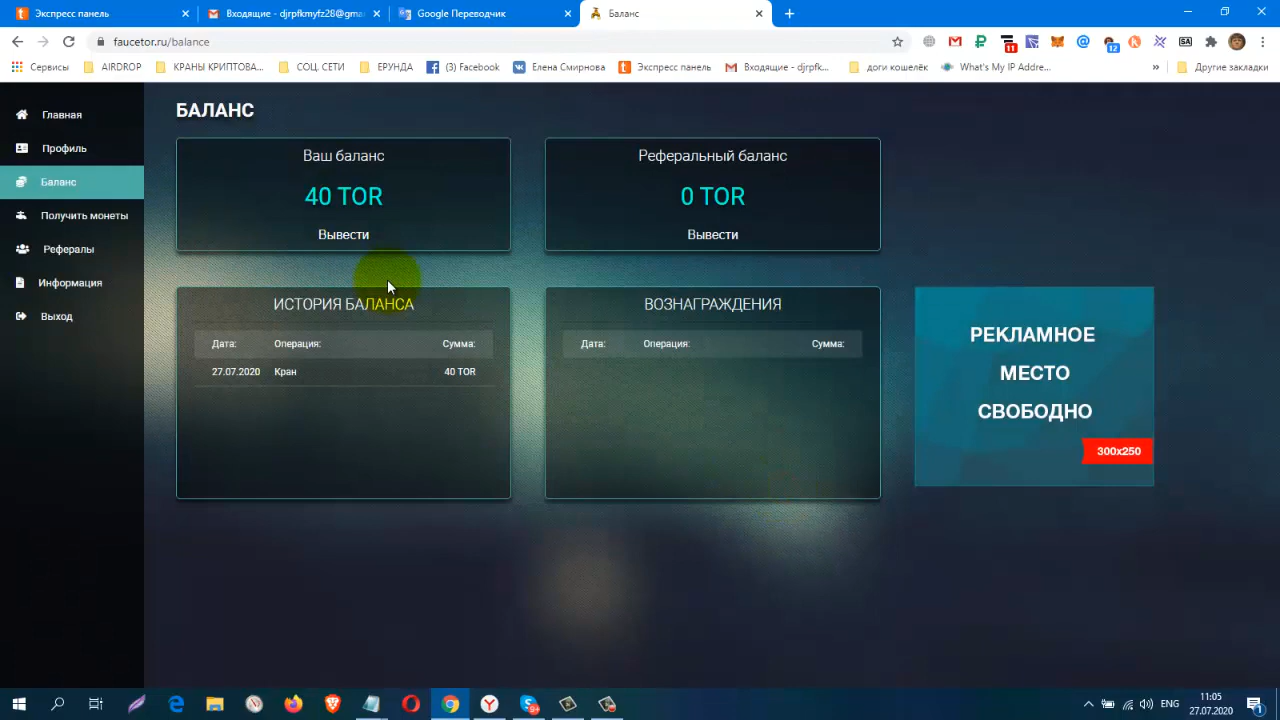 Экспресс панель
Входящие - djrpfkmyfz28@gma
Google Переводчик
Баланс
faucetor.ru/balance
11
12
SA
Сервисы
AIRDROP
КРАНЫ КРИПТОВА...
СОЦ. СЕТИ
ЕРУНДА
(3) Facebook
Елена Смирнова
Экспресс панель
Входящие - djrpfk...
доги кошелёк
What's My IP Addre...
»
Другие закладки
Главная
Профиль
Баланс
Получить монеты
Рефералы
Информация
Выход
БАЛАНС
Ваш баланс
40 TOR
Вывести
Реферальный баланс
0 TOR
Вывести
ИСТОРИЯ БАЛАНСА
Дата: Операция: Сумма:
27.07.2020 Кран 40 TOR
ВОЗНАГРАЖДЕНИЯ
Дата: Операция: Сумма:
РЕКЛАМНОЕ
МЕСТО
СВОБОДНО
300x250
ENG
11:05
27.07.2020